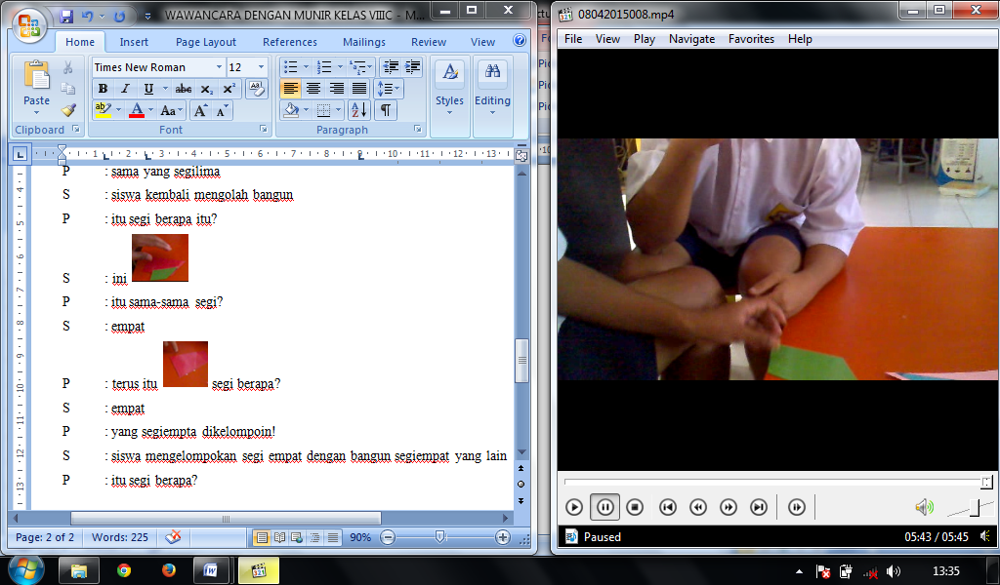 WAWANCARA DENGAN MUNIR KELAS VIIIC - M...
Home Insert Page Layout References Mailings Review View
Times New Roman 12
Paste
Styles
Editing
Clipboard Font Paragraph
P : sama yang segilima
S : siswa kembali mengolah bangun
P : itu segi berapa itu?
S : ini
P : itu sama-sama segi?
S : empat
P : terus itu segi berapa?
S : empat
P : yang segiempta dikelompoin!
S : siswa mengelompokan segi empat dengan bangun segiempat yang lain
P : itu segi berapa?
Page: 2 of 2 Words: 225 90%
08042015008.mp4
File View Play Navigate Favorites Help
Paused 05:43 / 05:45
13:35